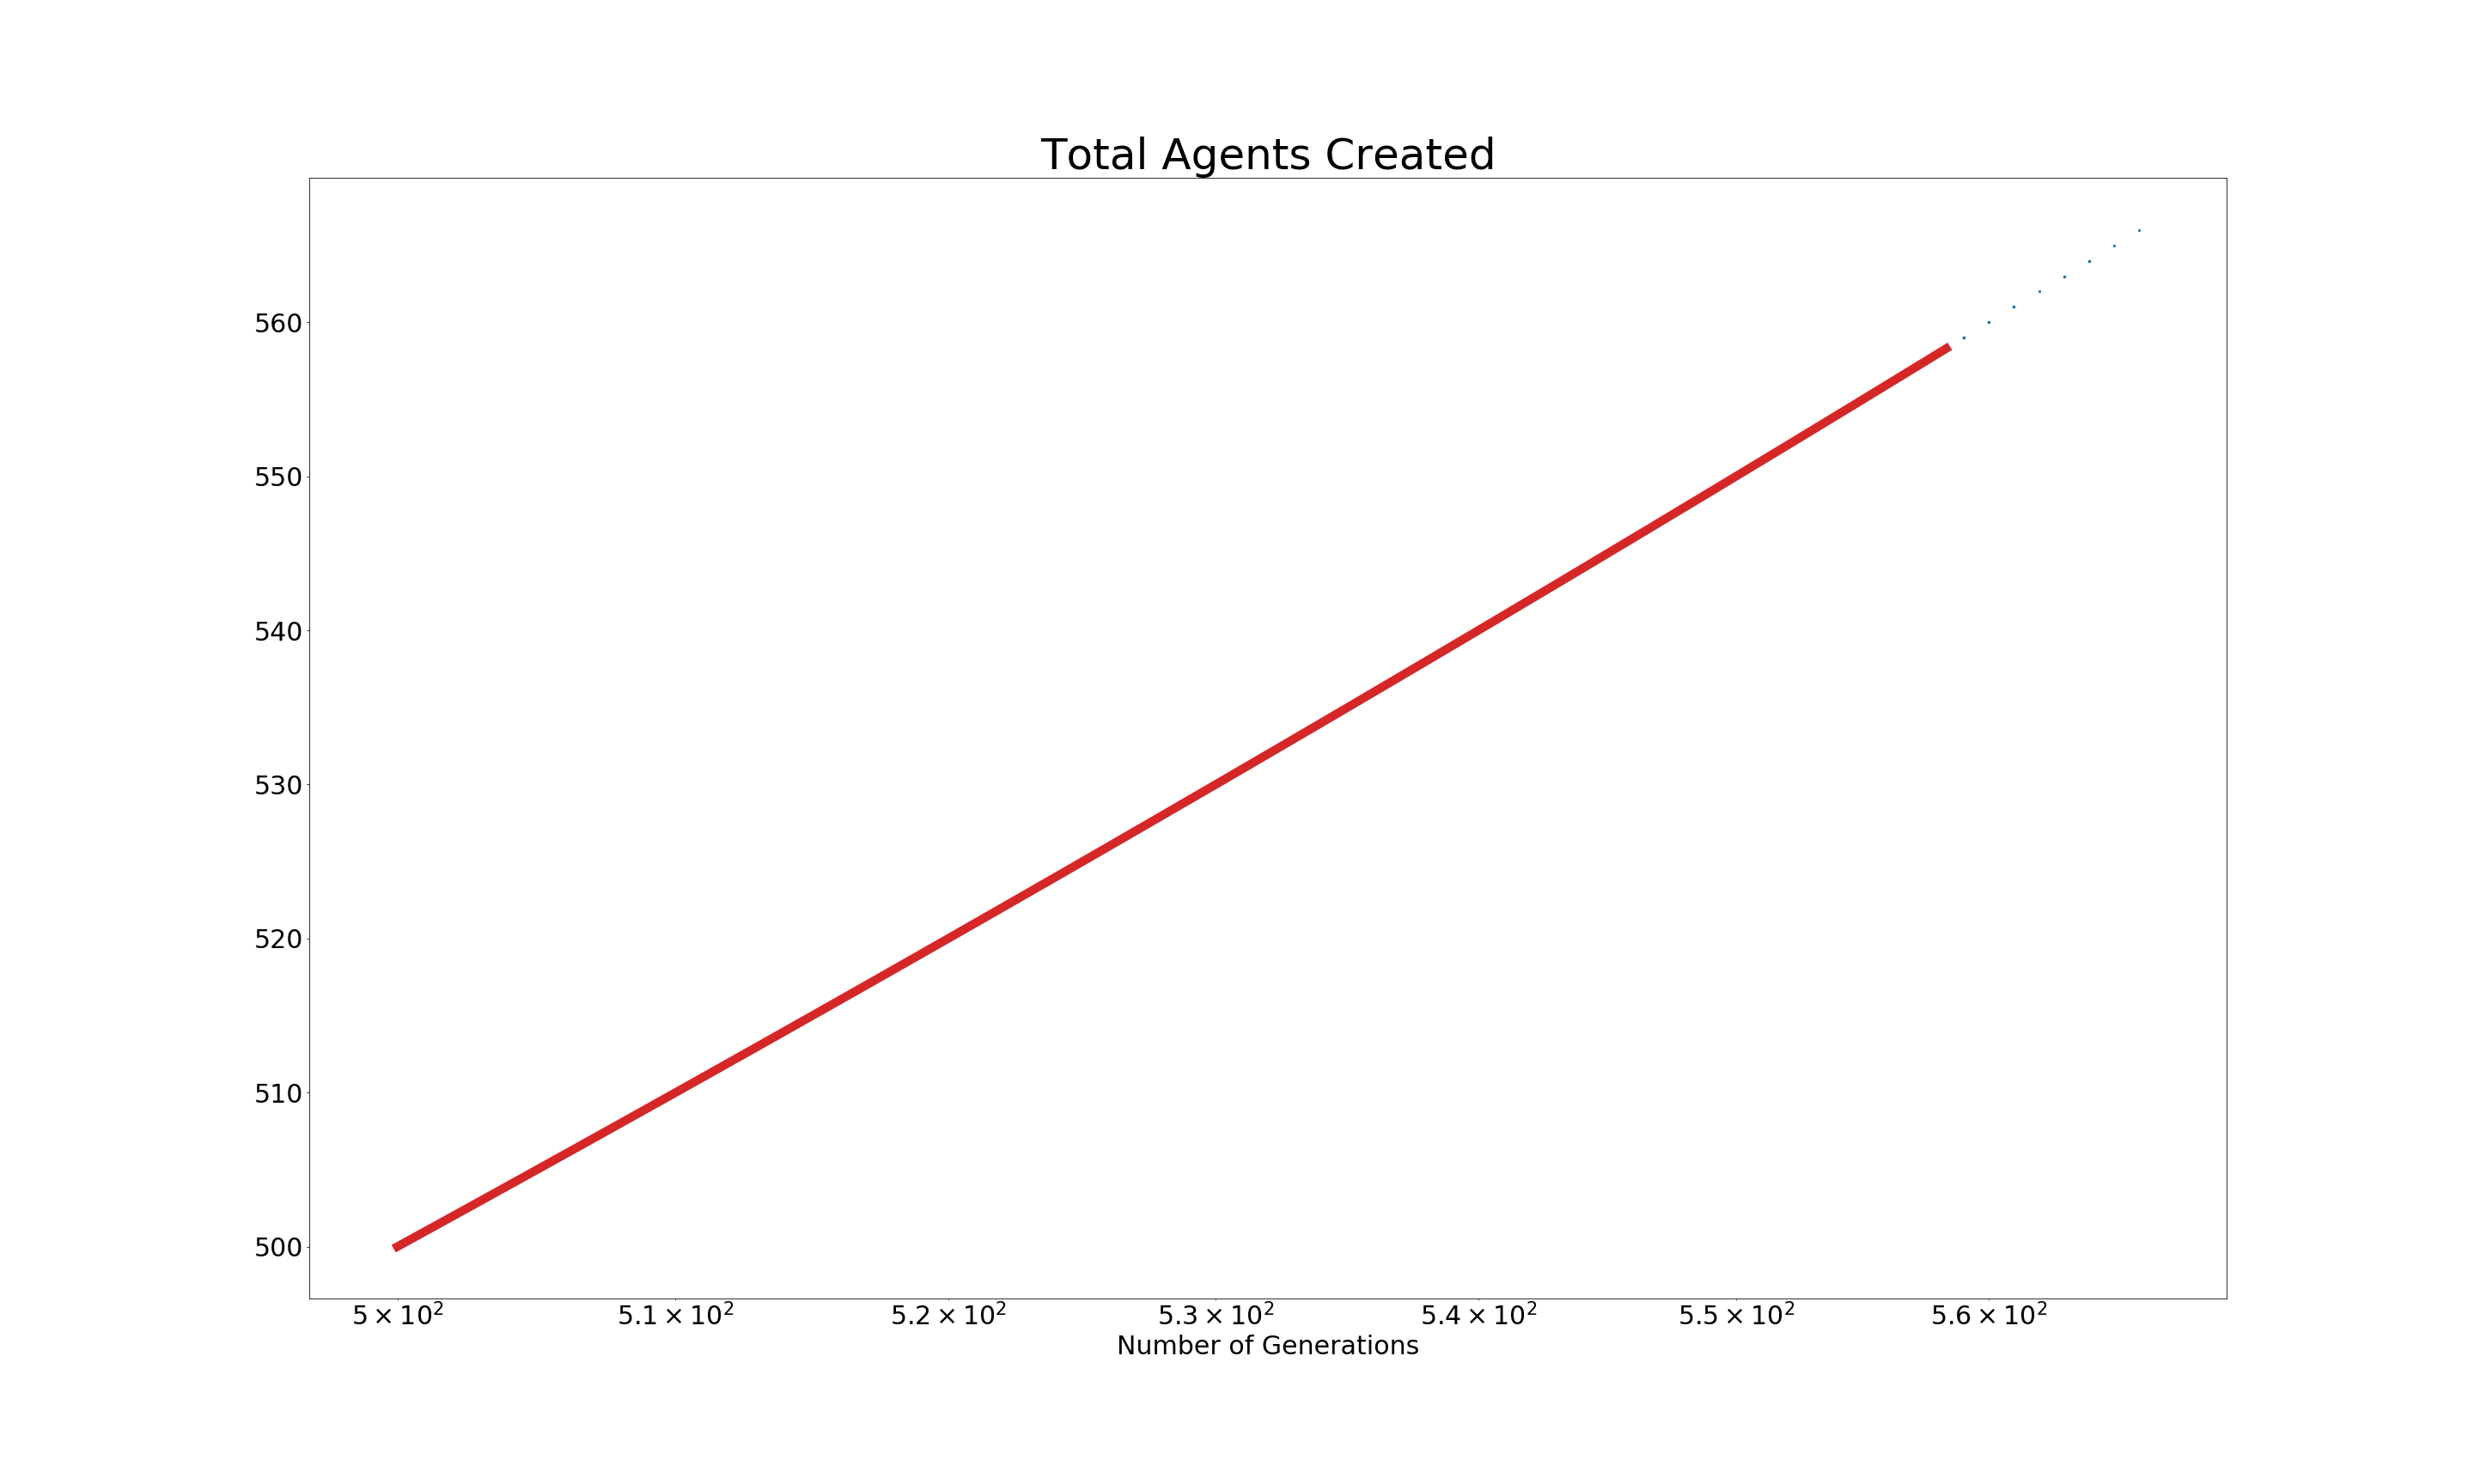 Total Agents Created
560
550
540
530
520
510
500
5 × 10² 5.1 × 10² 5.2 × 10² 5.3 × 10² 5.4 × 10² 5.5 × 10² 5.6 × 10²
Number of Generations